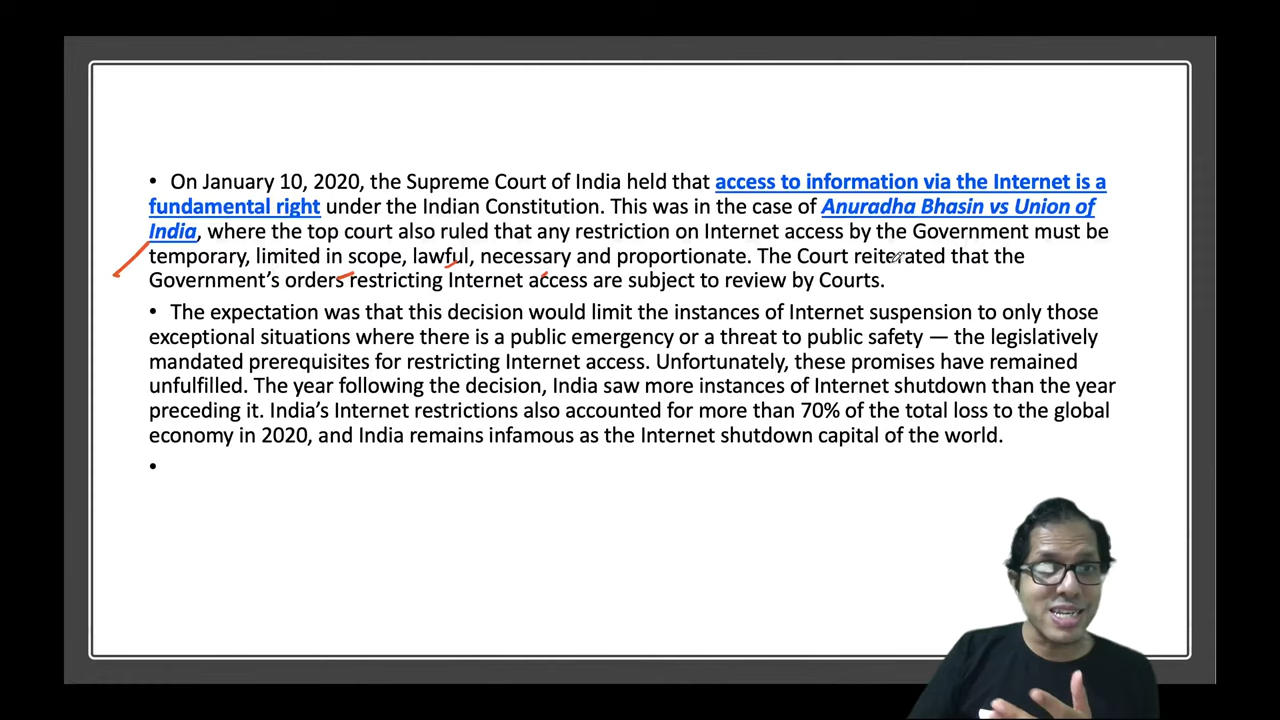 • On January 10, 2020, the Supreme Court of India held that access to information via the Internet is a
fundamental right under the Indian Constitution. This was in the case of Anuradha Bhasin vs Union of
India, where the top court also ruled that any restriction on Internet access by the Government must be
temporary, limited in scope, lawful, necessary and proportionate. The Court reiterated that the
Government’s orders restricting Internet access are subject to review by Courts.
• The expectation was that this decision would limit the instances of Internet suspension to only those
exceptional situations where there is a public emergency or a threat to public safety — the legislatively
mandated prerequisites for restricting Internet access. Unfortunately, these promises have remained
unfulfilled. The year following the decision, India saw more instances of Internet shutdown than the year
preceding it. India’s Internet restrictions also accounted for more than 70% of the total loss to the global
economy in 2020, and India remains infamous as the Internet shutdown capital of the world.
•